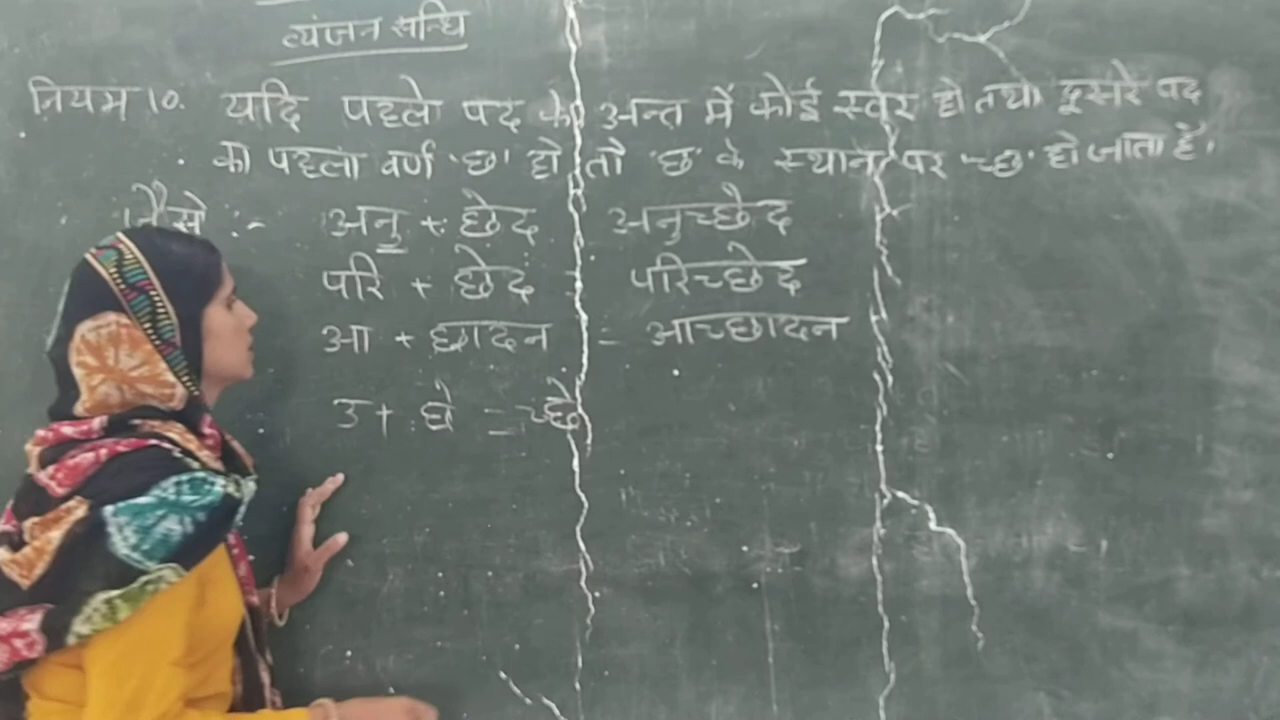 व्यंजन सन्धि
नियम 10. यदि पहले पद के अन्त में कोई स्वर हो तथा दूसरे पद
का पहला वर्ण 'छ' हो तो 'छ' के स्थान पर 'च्छ' हो जाता है।
जैसे :- अनु + छेद अनुच्छेद
परि + छेद = परिच्छेद
आ + छादन = आच्छादन
उ + छे = च्छे